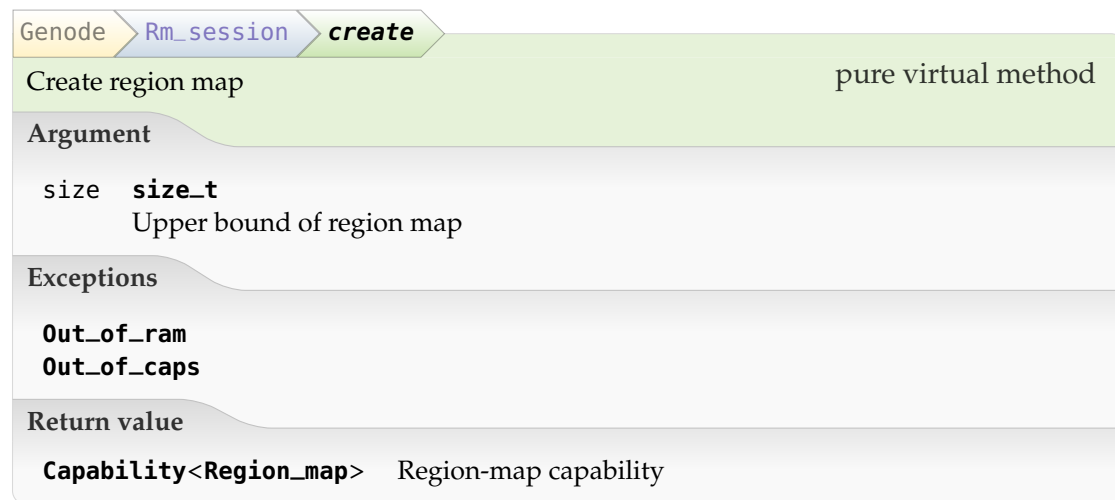 Genode Rm_session create
Create region map pure virtual method
Argument
size size_t
Upper bound of region map
Exceptions
Out_of_ram
Out_of_caps
Return value
Capability<Region_map> Region-map capability